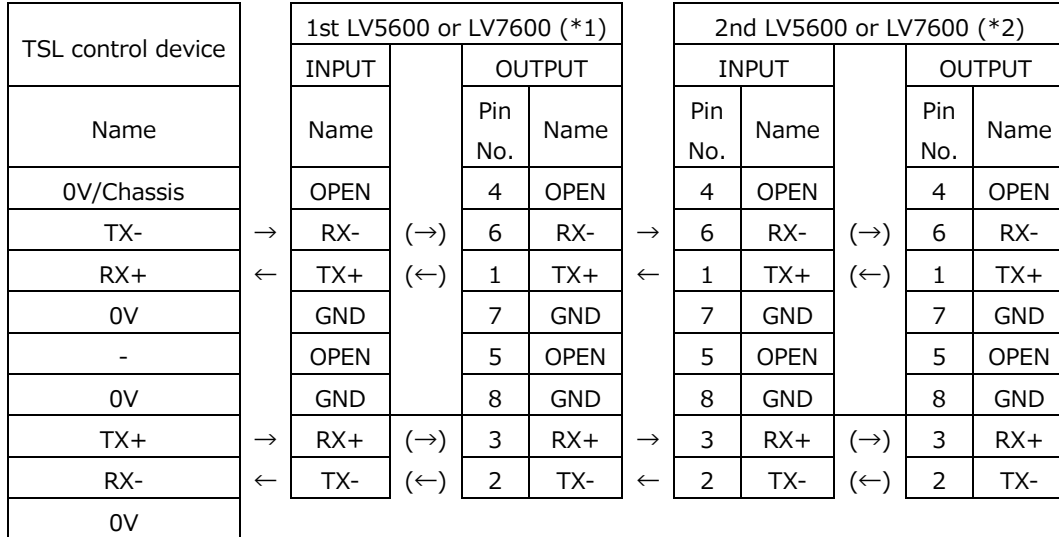 TSL control device 1st LV5600 or LV7600 (*1) 2nd LV5600 or LV7600 (*2)
INPUT OUTPUT INPUT OUTPUT
Name Name Pin No. Name Pin No. Name Pin No. Name
0V/Chassis OPEN 4 OPEN 4 OPEN 4 OPEN
TX- → RX- (→) 6 RX- → 6 RX- (→) 6 RX-
RX+ ← TX+ (←) 1 TX+ ← 1 TX+ (←) 1 TX+
0V GND 7 GND 7 GND 7 GND
- OPEN 5 OPEN 5 OPEN 5 OPEN
0V GND 8 GND 8 GND 8 GND
TX+ → RX+ (→) 3 RX+ → 3 RX+ (→) 3 RX+
RX- ← TX- (←) 2 TX- ← 2 TX- (←) 2 TX-
0V